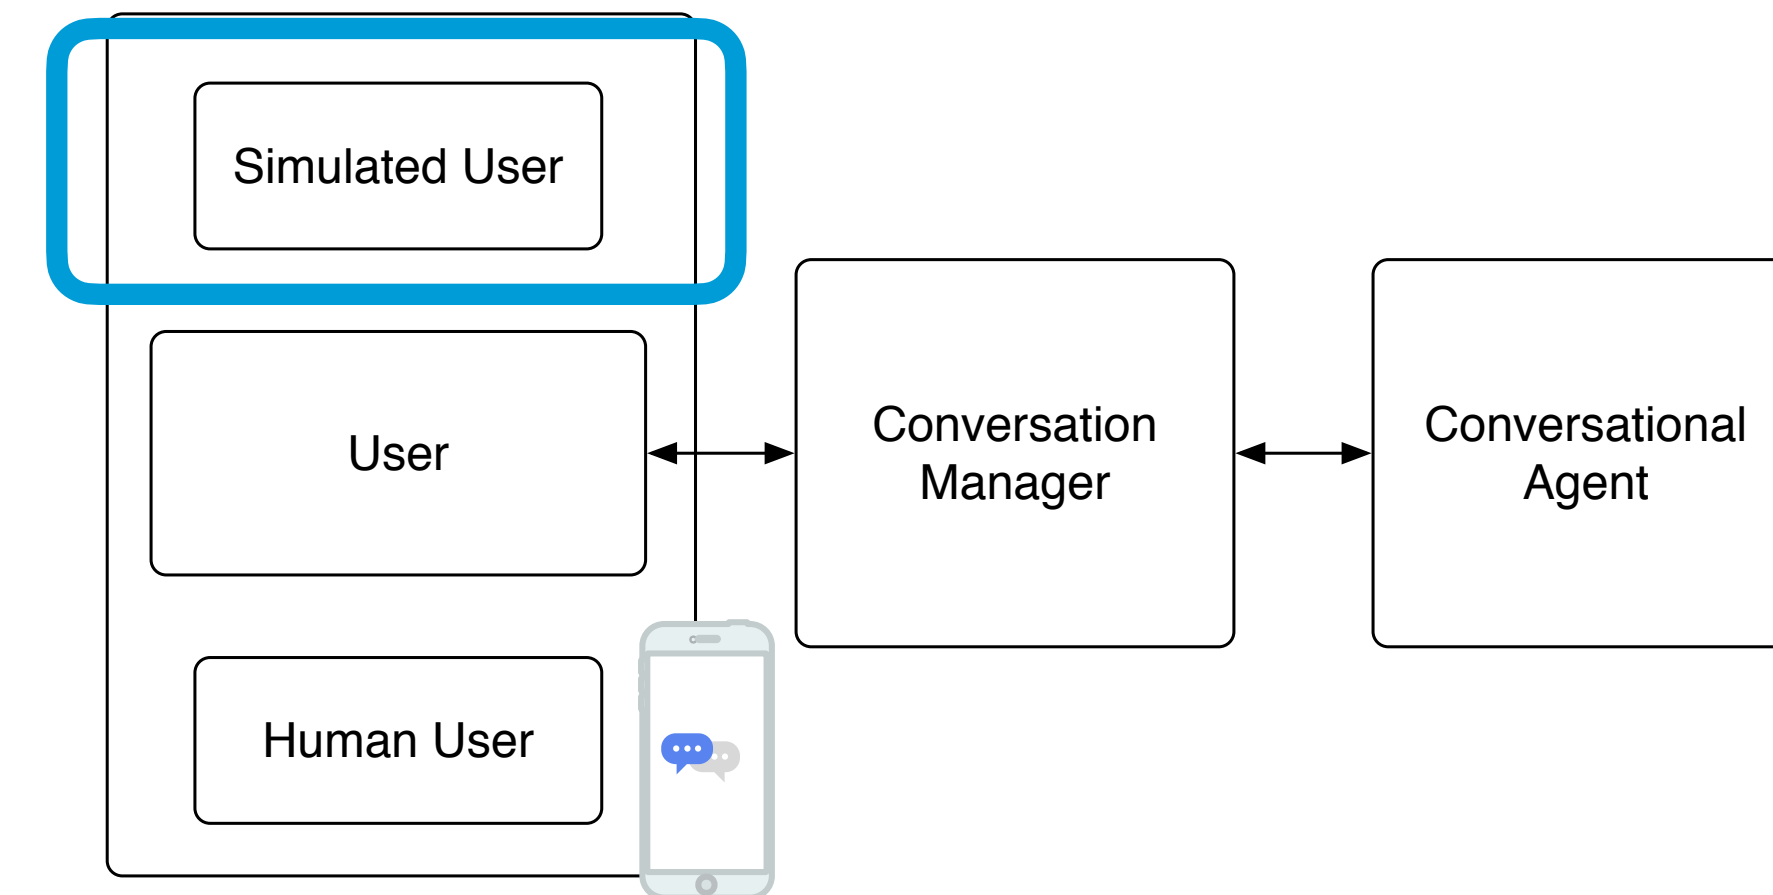 Simulated User
User
Conversation
Manager
Conversational
Agent
Human User